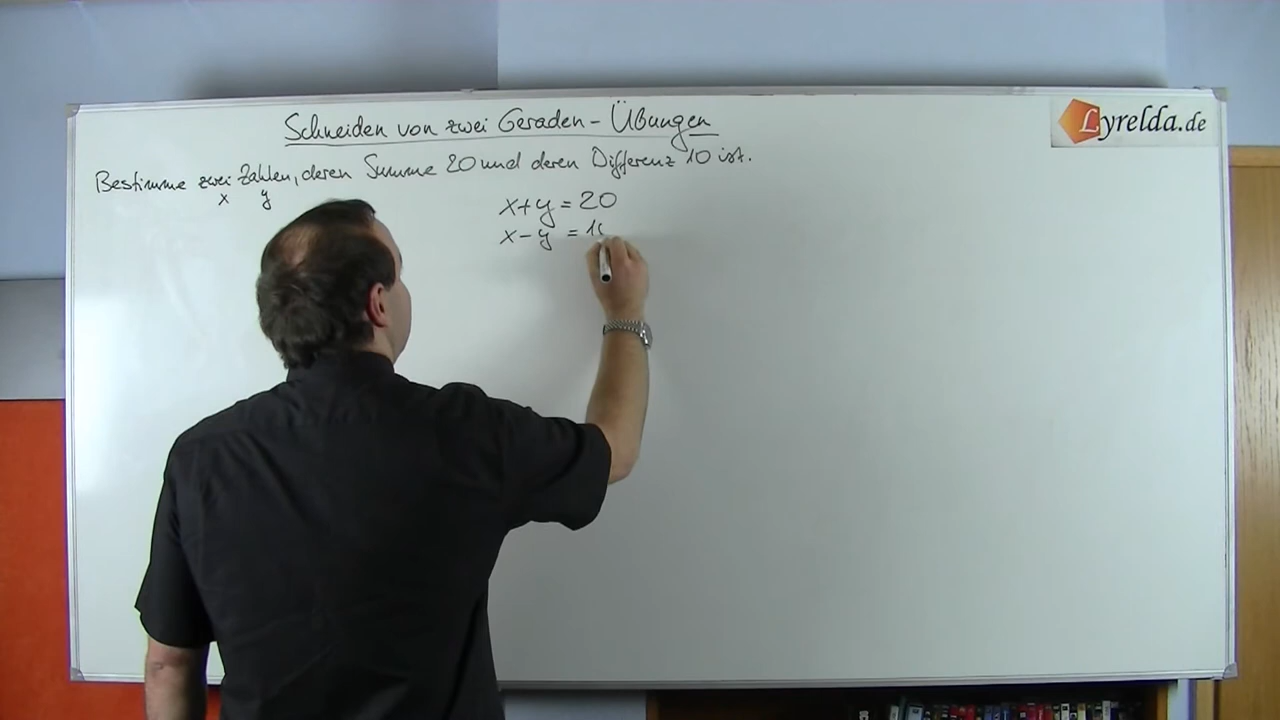 Schneiden von zwei Geraden - Übungen
Lyrelda.de
Bestimme zwei Zahlen, deren Summe 20 und deren Differenz 10 ist.
x y
x+y = 20
x-y = 10